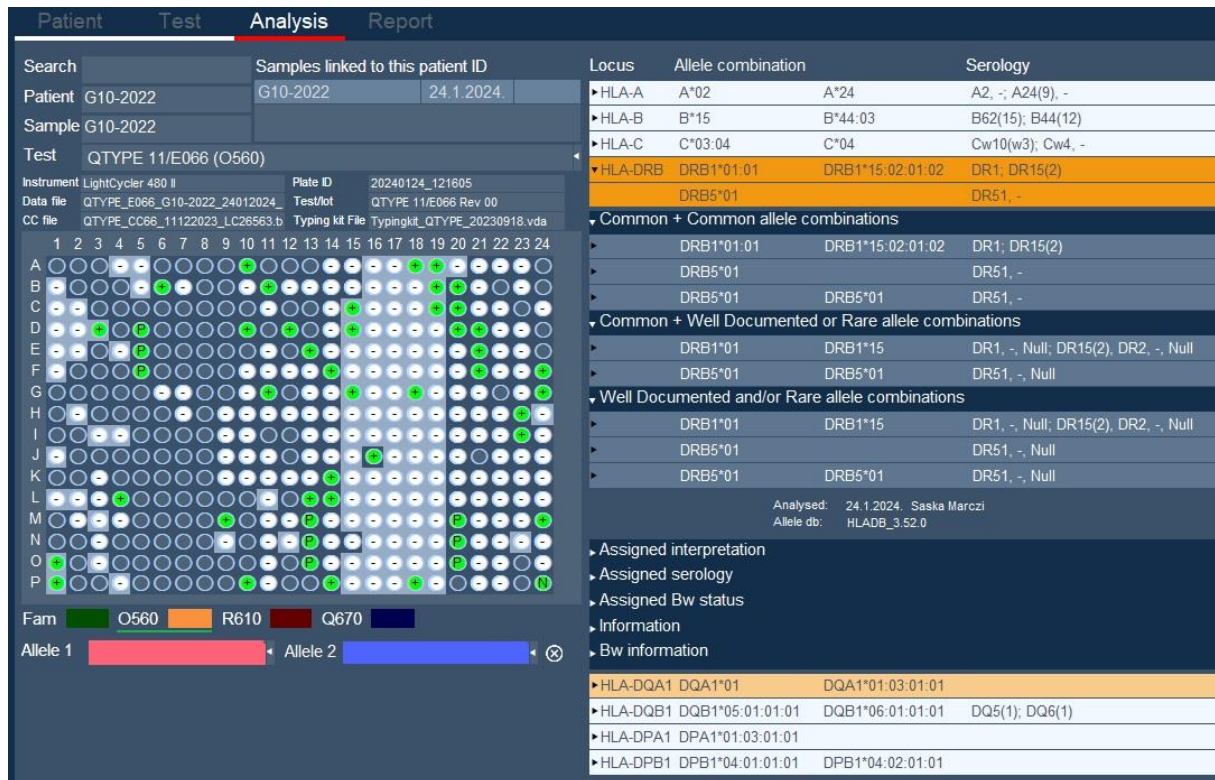 Patient Test Analysis Report
Search
Samples linked to this patient ID
Patient G10-2022
G10-2022 24.1.2024.
Sample G10-2022
Test QTYPE 11/E066 (O560)
Instrument LightCycler 480 II Plate ID 20240124_121605
Data file QTYPE_E066_G10-2022_24012024_ Test/lot QTYPE 11/E066 Rev 00
CC file QTYPE_CC66_11122023_LC26563.b Typing kit File Typingkit_QTYPE_20230918.vda
1 2 3 4 5 6 7 8 9 10 11 12 13 14 15 16 17 18 19 20 21 22 23 24
A
B
C
D
E
F
G
H
I
J
K
L
M
N
O
P
Fam O560 R610 Q670
Allele 1 Allele 2
Locus Allele combination Serology
HLA-A A*02 A*24 A2, -; A24(9), -
HLA-B B*15 B*44:03 B62(15); B44(12)
HLA-C C*03:04 C*04 Cw10(w3); Cw4, -
HLA-DRB DRB1*01:01 DRB1*15:02:01:02 DR1; DR15(2)
DRB5*01 DR51, -
Common + Common allele combinations
DRB1*01:01 DRB1*15:02:01:02 DR1; DR15(2)
DRB5*01 DR51, -
DRB5*01 DRB5*01 DR51, -
Common + Well Documented or Rare allele combinations
DRB1*01 DRB1*15 DR1, -, Null; DR15(2), DR2, -, Null
DRB5*01 DRB5*01 DR51, -, Null
Well Documented and/or Rare allele combinations
DRB1*01 DRB1*15 DR1, -, Null; DR15(2), DR2, -, Null
DRB5*01 DR51, -, Null
DRB5*01 DRB5*01 DR51, -, Null
Analysed: 24.1.2024. Saska Marczi
Allele db: HLADB_3.52.0
Assigned interpretation
Assigned serology
Assigned Bw status
Information
Bw information
HLA-DQA1 DQA1*01 DQA1*01:03:01:01
HLA-DQB1 DQB1*05:01:01:01 DQB1*06:01:01:01 DQ5(1); DQ6(1)
HLA-DPA1 DPA1*01:03:01:01
HLA-DPB1 DPB1*04:01:01:01 DPB1*04:02:01:01